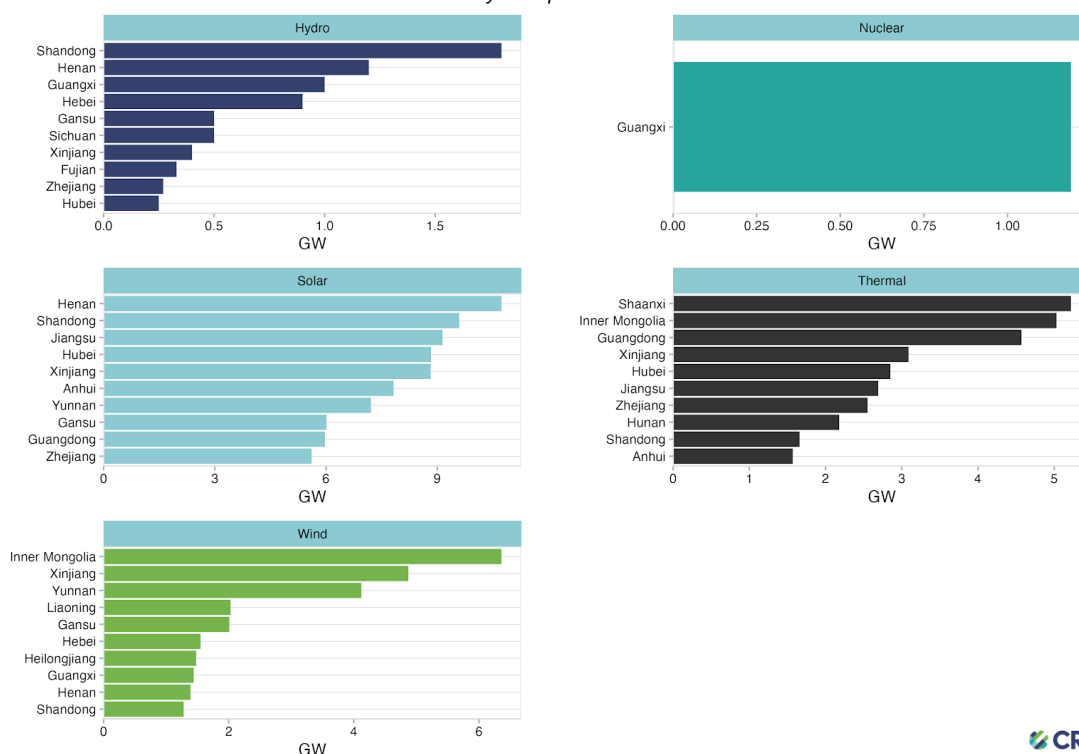 Hydro
Shandong
Henan
Guangxi
Hebei
Gansu
Sichuan
Xinjiang
Fujian
Zhejiang
Hubei
0.0 0.5 1.0 1.5
GW
Nuclear
Guangxi
0.00 0.25 0.50 0.75 1.00
GW
Solar
Henan
Shandong
Jiangsu
Hubei
Xinjiang
Anhui
Yunnan
Gansu
Guangdong
Zhejiang
0 3 6 9
GW
Thermal
Shaanxi
Inner Mongolia
Guangdong
Xinjiang
Hubei
Jiangsu
Zhejiang
Hunan
Shandong
Anhui
0 1 2 3 4 5
GW
Wind
Inner Mongolia
Xinjiang
Yunnan
Liaoning
Gansu
Hebei
Heilongjiang
Guangxi
Henan
Shandong
0 2 4 6
GW
CR